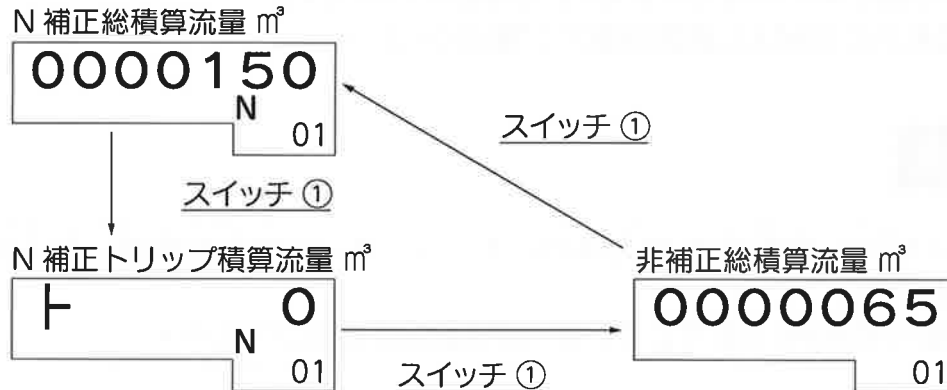 N 補正総積算流量 m³
0000150
N
01
スイッチ ①
スイッチ ①
N 補正トリップ積算流量 m³
├ 0
N
01
スイッチ ①
非補正総積算流量 m³
0000065
01